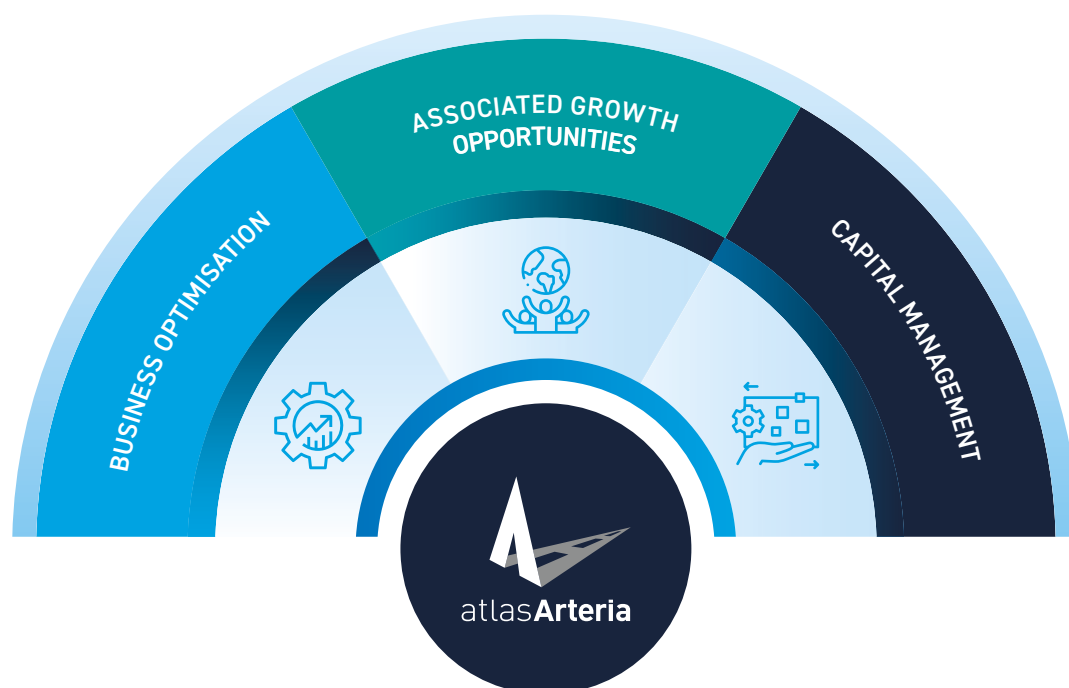 BUSINESS OPTIMISATION
ASSOCIATED GROWTH
OPPORTUNITIES
CAPITAL MANAGEMENT
atlasArteria